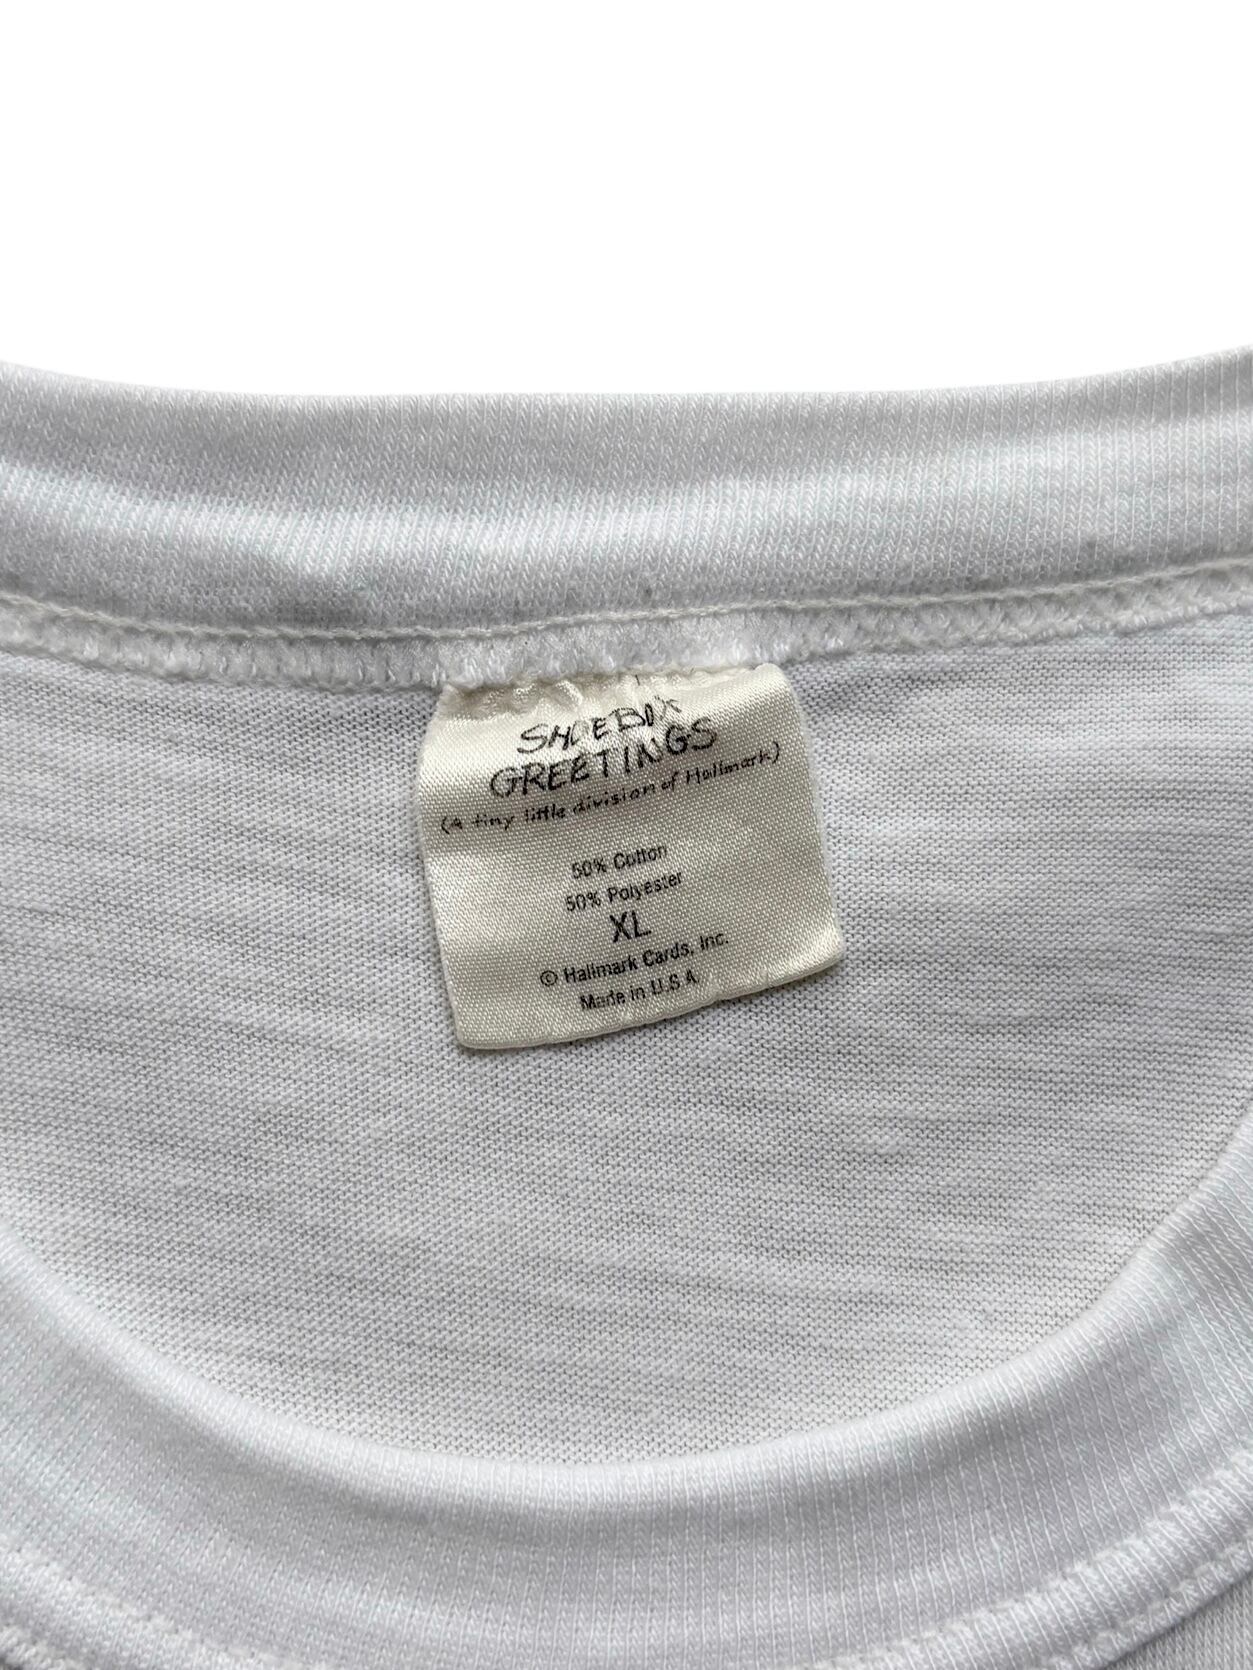 SHOEBOX
GREETINGS
(A tiny little division of Hallmark)
50% Cotton
50% Polyester
XL
© Hallmark Cards, Inc.
Made in U.S.A.